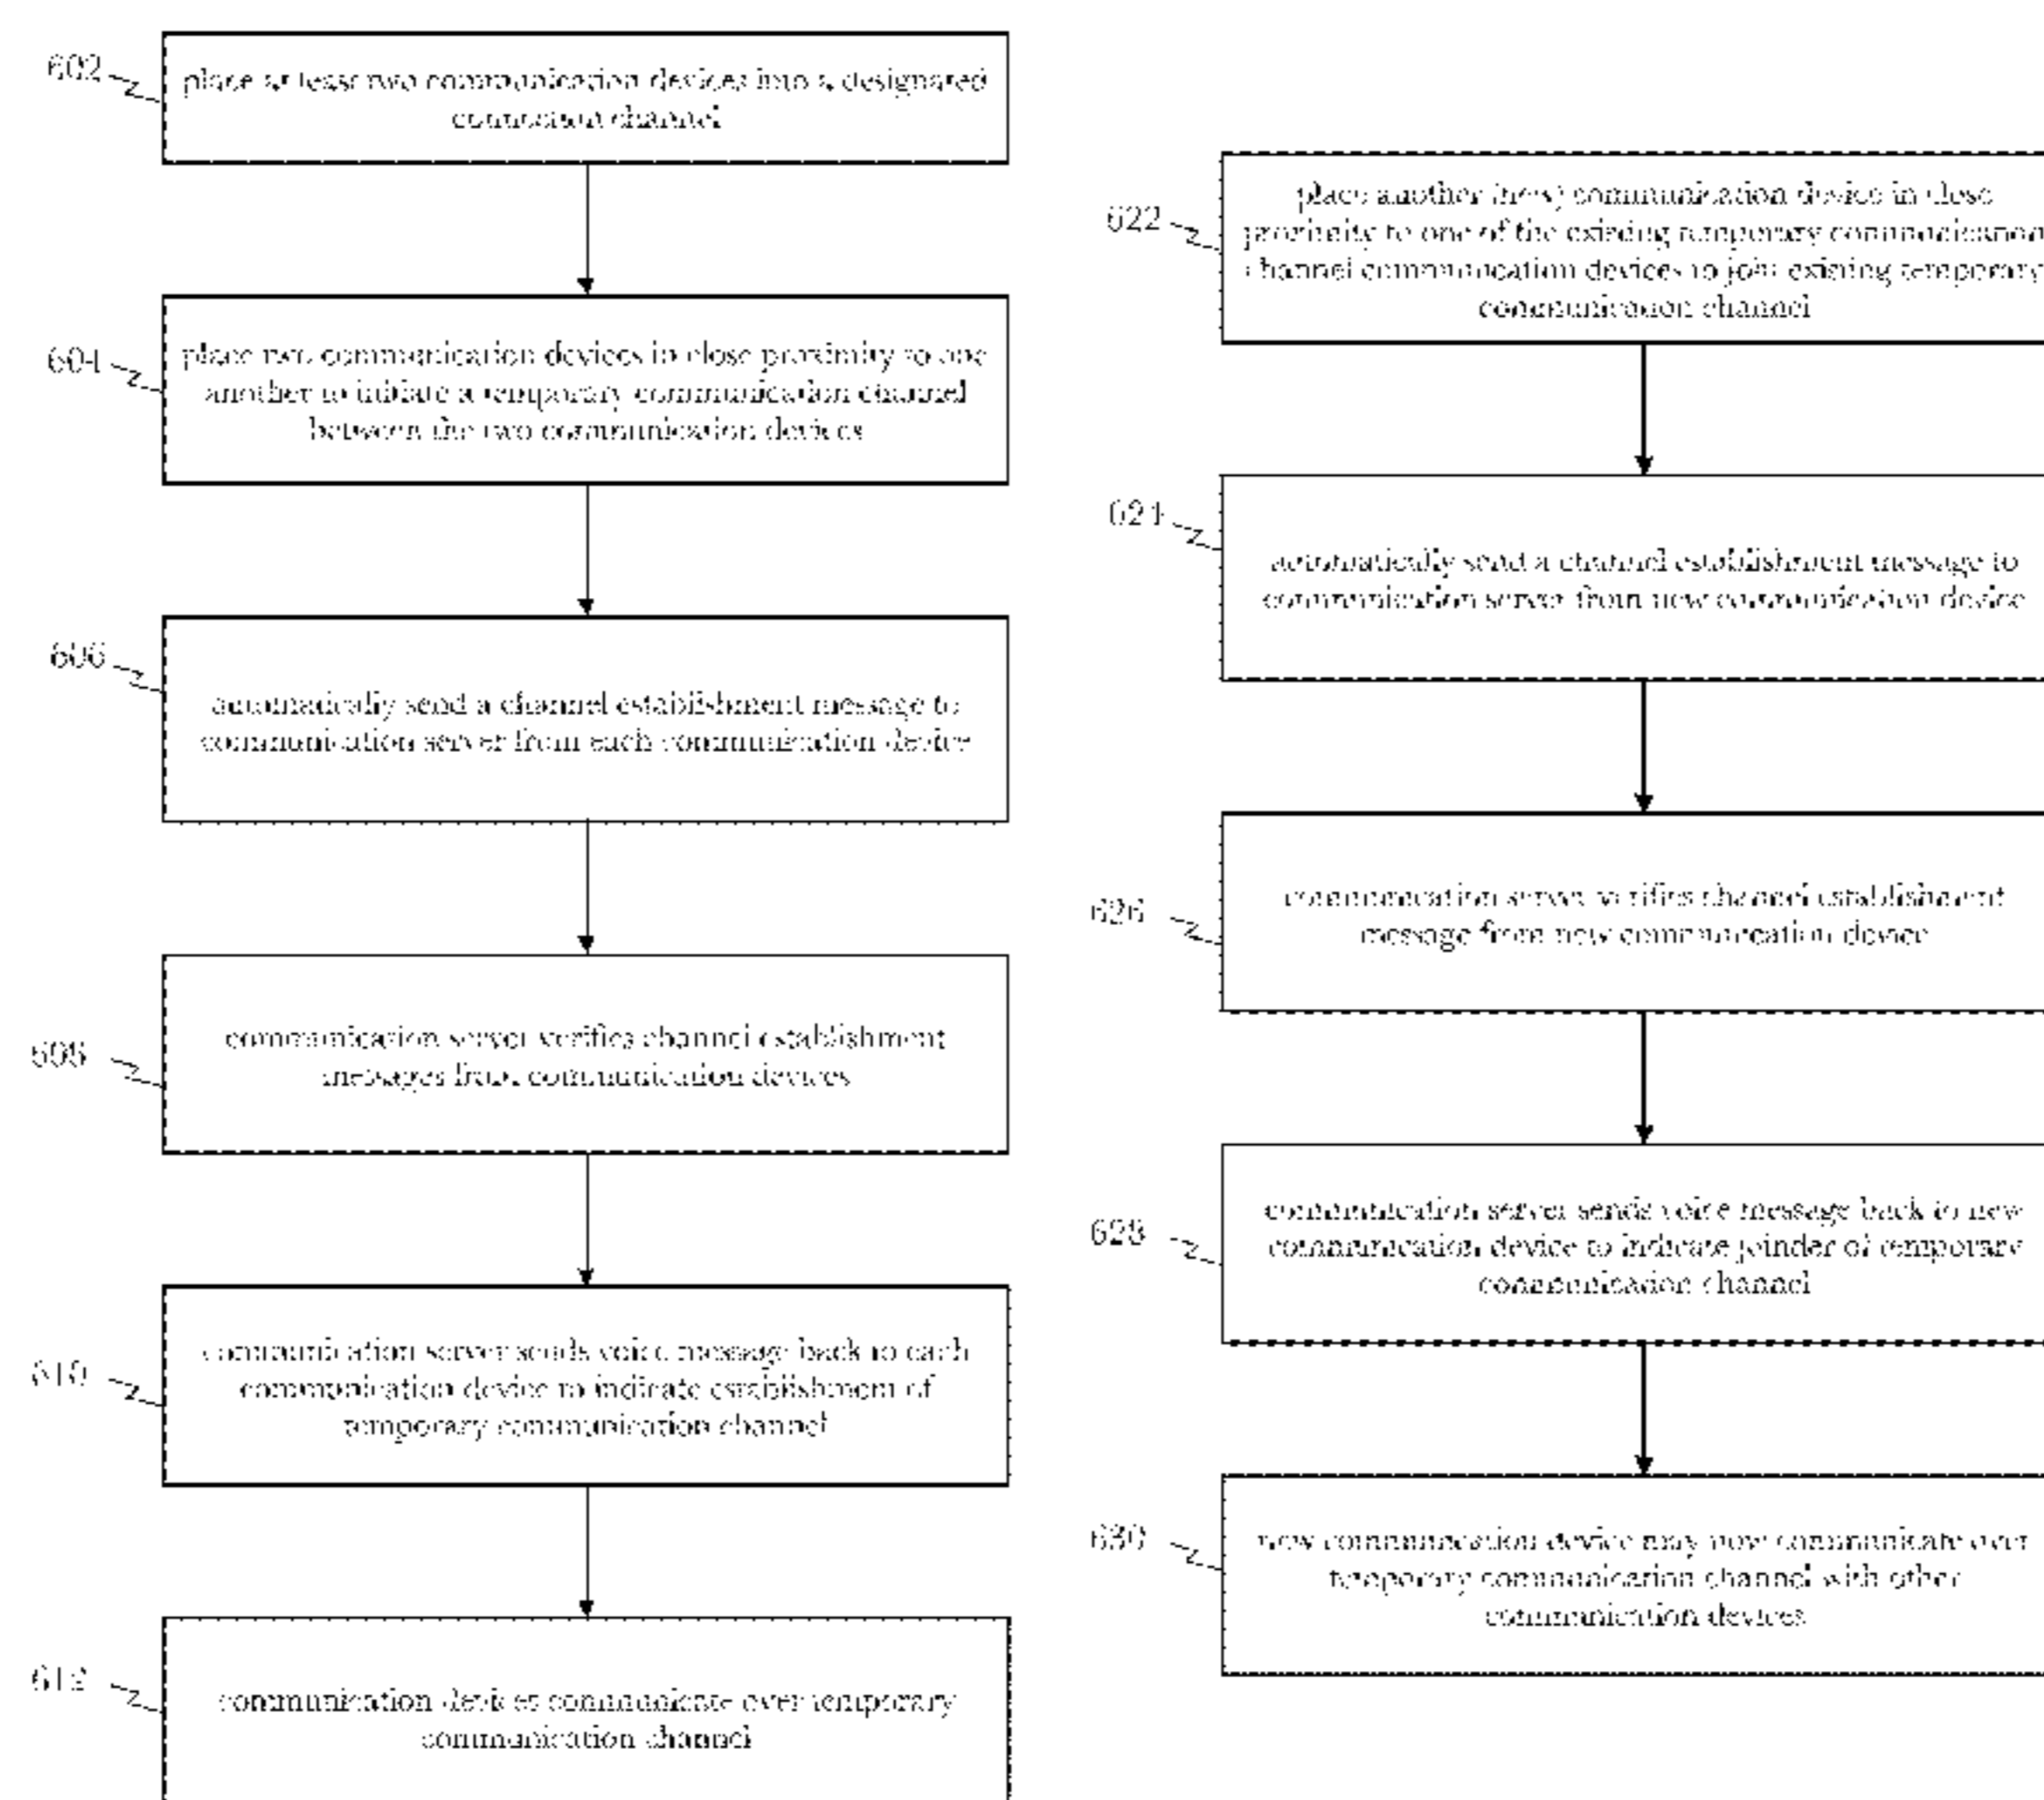 602
place at least two communication devices into a designated
common channel
604
place two communication devices in close proximity to one
another to initiate a temporary communication channel
between the two communication devices
606
automatically send a channel establishment message to
communication server from each communication device
608
communication server verifies channel establishment
messages from communication devices
610
communication server sends voice message back to each
communication device to indicate establishment of
temporary communication channel
612
communication devices communicate over temporary
communication channel
622
place another (new) communication device in close
proximity to one of the existing temporary communication
channel communication devices to join existing temporary
communication channel
624
automatically send a channel establishment message to
communication server from new communication device
626
communication server verifies channel establishment
message from new communication device
628
communication server sends voice message back to new
communication device to indicate joinder of temporary
communication channel
630
new communication device may now communicate over
temporary communication channel with other
communication devices